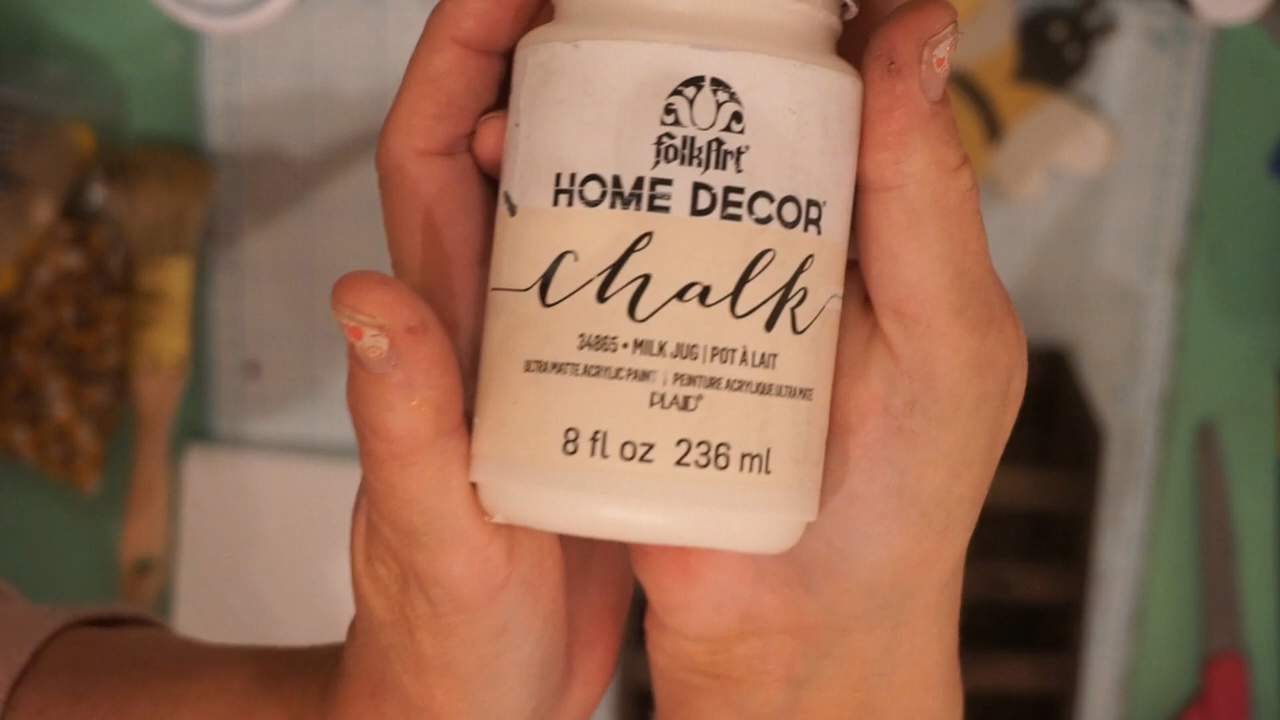 folkArt®
HOME DECOR®
chalk
34865 • MILK JUG | POT À LAIT
ULTRA MATTE ACRYLIC PAINT | PEINTURE ACRYLIQUE ULTRA MATE
PLAID®
8 fl oz 236 ml